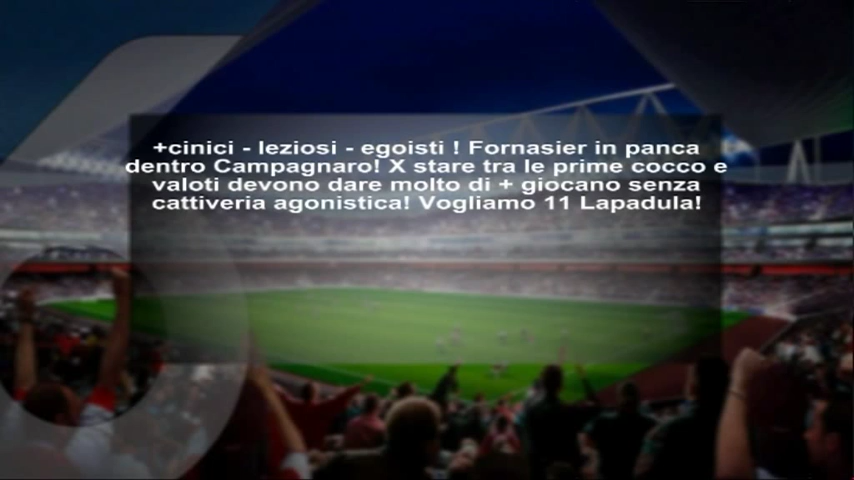 +cinici - leziosi - egoisti ! Fornasier in panca
dentro Campagnaro! X stare tra le prime cocco e
valoti devono dare molto di + giocano senza
cattiveria agonistica! Vogliamo 11 Lapadula!